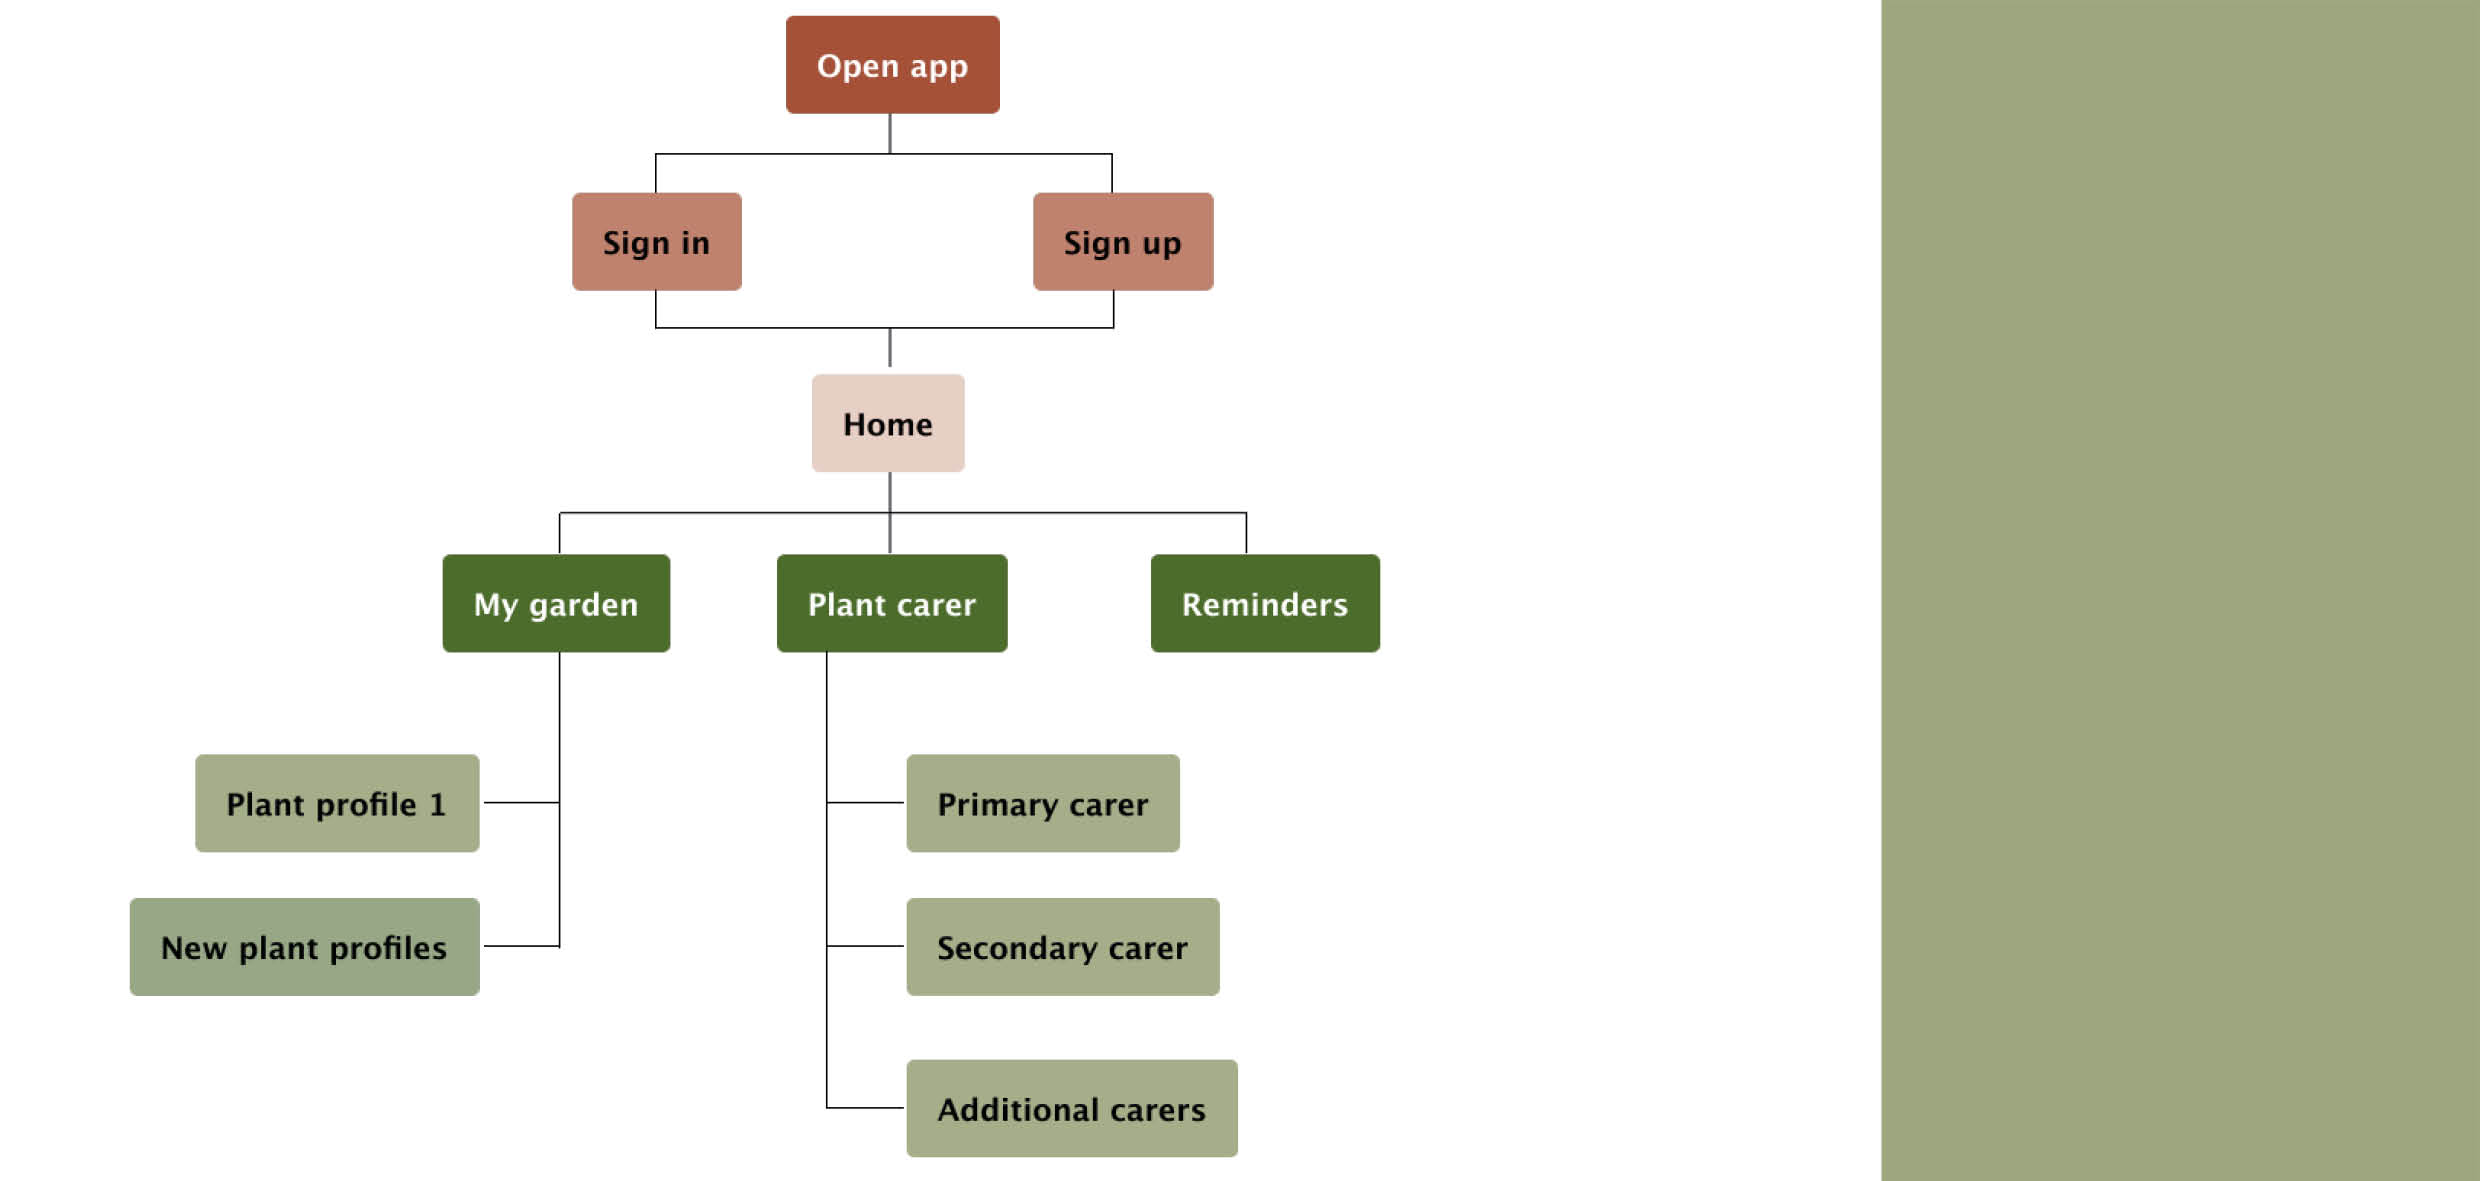 Open app
Sign in
Sign up
Home
My garden
Plant carer
Reminders
Plant profile 1
Primary carer
New plant profiles
Secondary carer
Additional carers